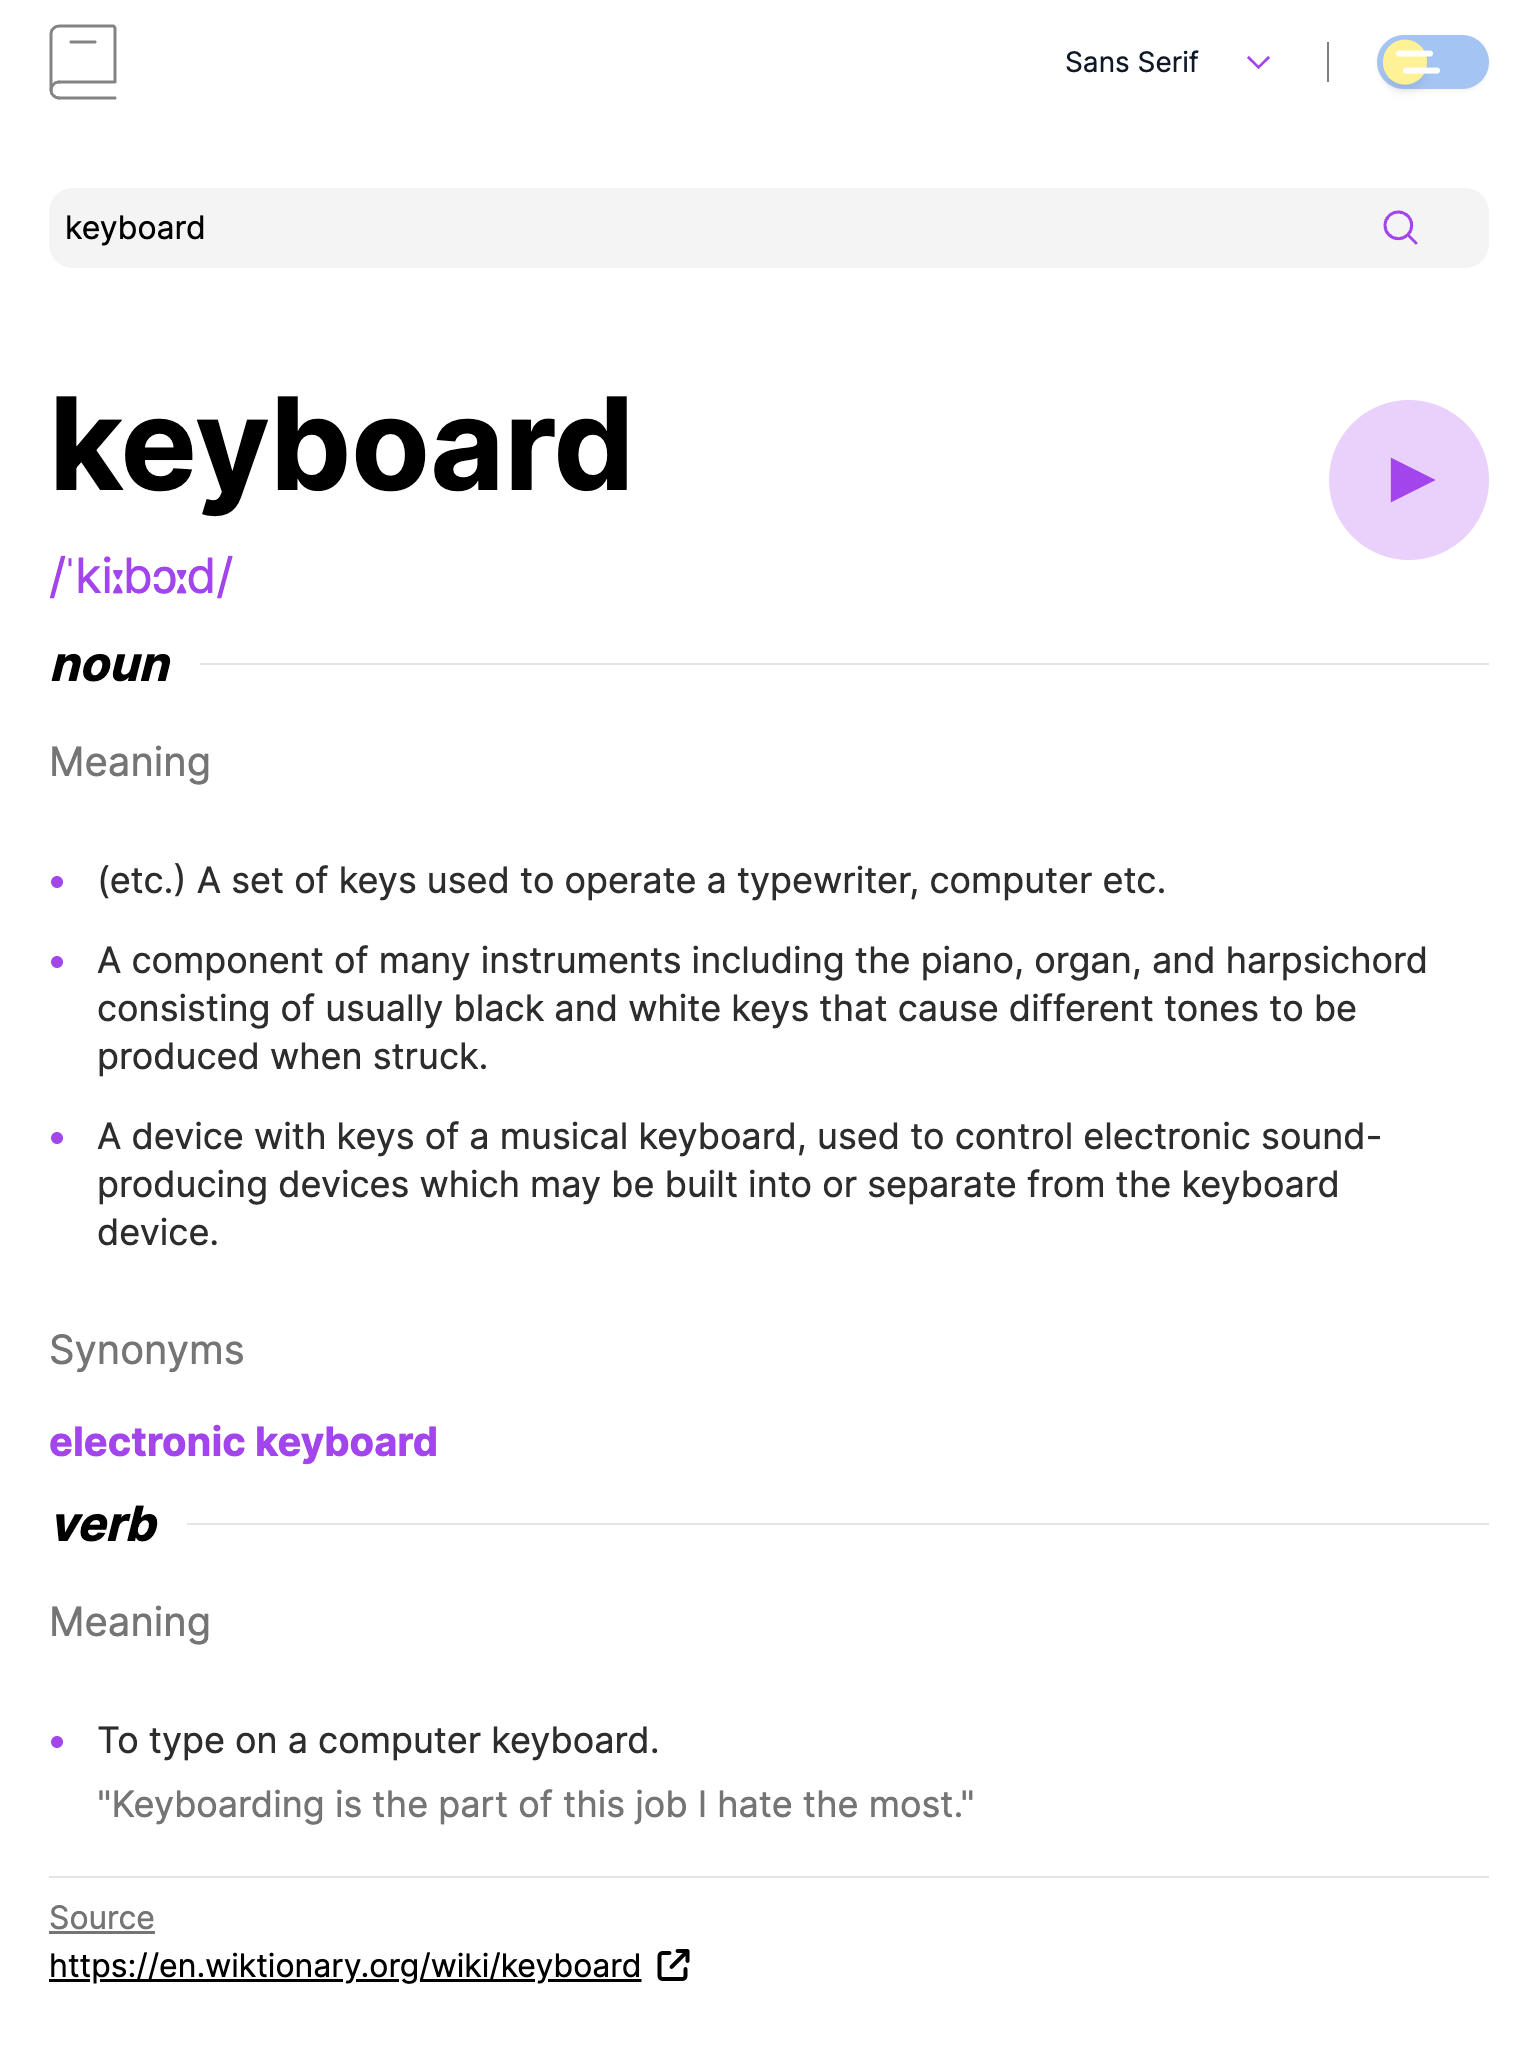 Sans Serif
keyboard
keyboard
/ˈkiːbɔːd/
noun
Meaning
(etc.) A set of keys used to operate a typewriter, computer etc.
A component of many instruments including the piano, organ, and harpsichord
consisting of usually black and white keys that cause different tones to be
produced when struck.
A device with keys of a musical keyboard, used to control electronic sound-
producing devices which may be built into or separate from the keyboard
device.
Synonyms
electronic keyboard
verb
Meaning
To type on a computer keyboard.
"Keyboarding is the part of this job I hate the most."
Source
https://en.wiktionary.org/wiki/keyboard